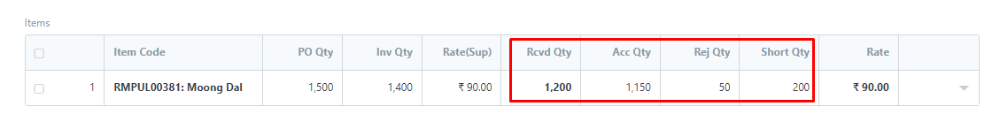 Items
Item Code PO Qty Inv Qty Rate(Sup) Rcvd Qty Acc Qty Rej Qty Short Qty Rate
1 RMPUL00381: Moong Dal 1,500 1,400 ₹ 90.00 1,200 1,150 50 200 ₹ 90.00